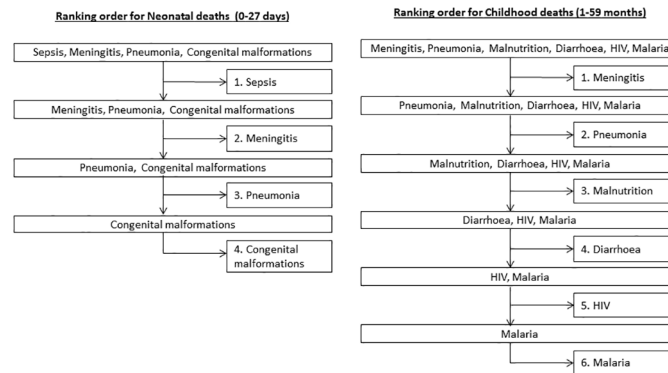 Ranking order for Neonatal deaths (0-27 days)
Sepsis, Meningitis, Pneumonia, Congenital malformations
1. Sepsis
Meningitis, Pneumonia, Congenital malformations
2. Meningitis
Pneumonia, Congenital malformations
3. Pneumonia
Congenital malformations
4. Congenital
malformations
Ranking order for Childhood deaths (1-59 months)
Meningitis, Pneumonia, Malnutrition, Diarrhoea, HIV, Malaria
1. Meningitis
Pneumonia, Malnutrition, Diarrhoea, HIV, Malaria
2. Pneumonia
Malnutrition, Diarrhoea, HIV, Malaria
3. Malnutrition
Diarrhoea, HIV, Malaria
4. Diarrhoea
HIV, Malaria
5. HIV
Malaria
6. Malaria